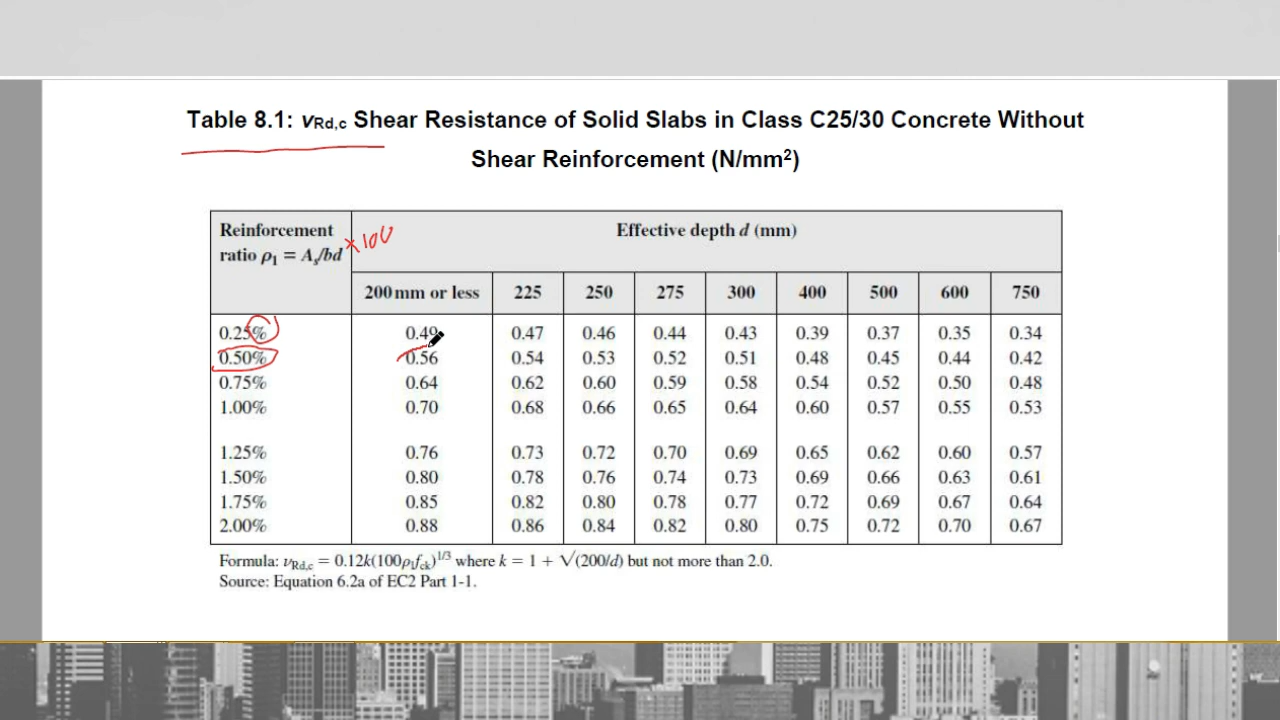 Table 8.1: vRd,c Shear Resistance of Solid Slabs in Class C25/30 Concrete Without
Shear Reinforcement (N/mm²)
Reinforcement
ratio ρ₁ = Aₛ/bd
×100
Effective depth d (mm)
200 mm or less 225 250 275 300 400 500 600 750
0.25% 0.49 0.47 0.46 0.44 0.43 0.39 0.37 0.35 0.34
0.50% 0.56 0.54 0.53 0.52 0.51 0.48 0.45 0.44 0.42
0.75% 0.64 0.62 0.60 0.59 0.58 0.54 0.52 0.50 0.48
1.00% 0.70 0.68 0.66 0.65 0.64 0.60 0.57 0.55 0.53
1.25% 0.76 0.73 0.72 0.70 0.69 0.65 0.62 0.60 0.57
1.50% 0.80 0.78 0.76 0.74 0.73 0.69 0.66 0.63 0.61
1.75% 0.85 0.82 0.80 0.78 0.77 0.72 0.69 0.67 0.64
2.00% 0.88 0.86 0.84 0.82 0.80 0.75 0.72 0.70 0.67
Formula: νRd,c = 0.12k(100ρ₁fck)^1/3 where k = 1 + √(200/d) but not more than 2.0.
Source: Equation 6.2a of EC2 Part 1-1.